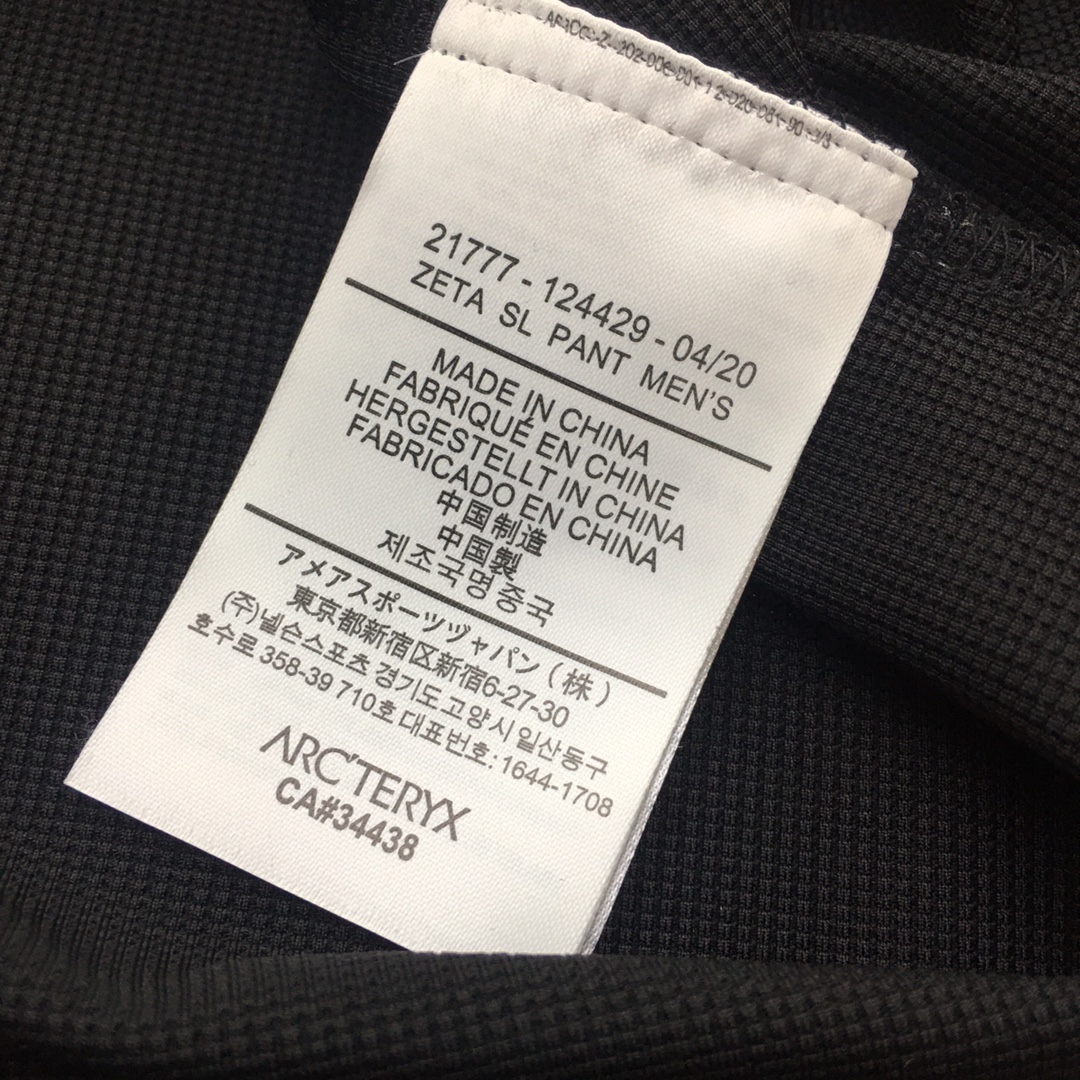 21777 - 124429 - 04/20
ZETA SL PANT MEN'S
MADE IN CHINA
FABRIQUÉ EN CHINE
HERGESTELLT IN CHINA
FABRICADO EN CHINA
中国制造
中国製
제조국명중국
アメアスポーツヅャパン(株)
東京都新宿区新宿6-27-30
(주)넬슨스포츠 경기도고양시 일산동구
호수로 358-39 710호 대표번호: 1644-1708
ARC'TERYX
CA#34438